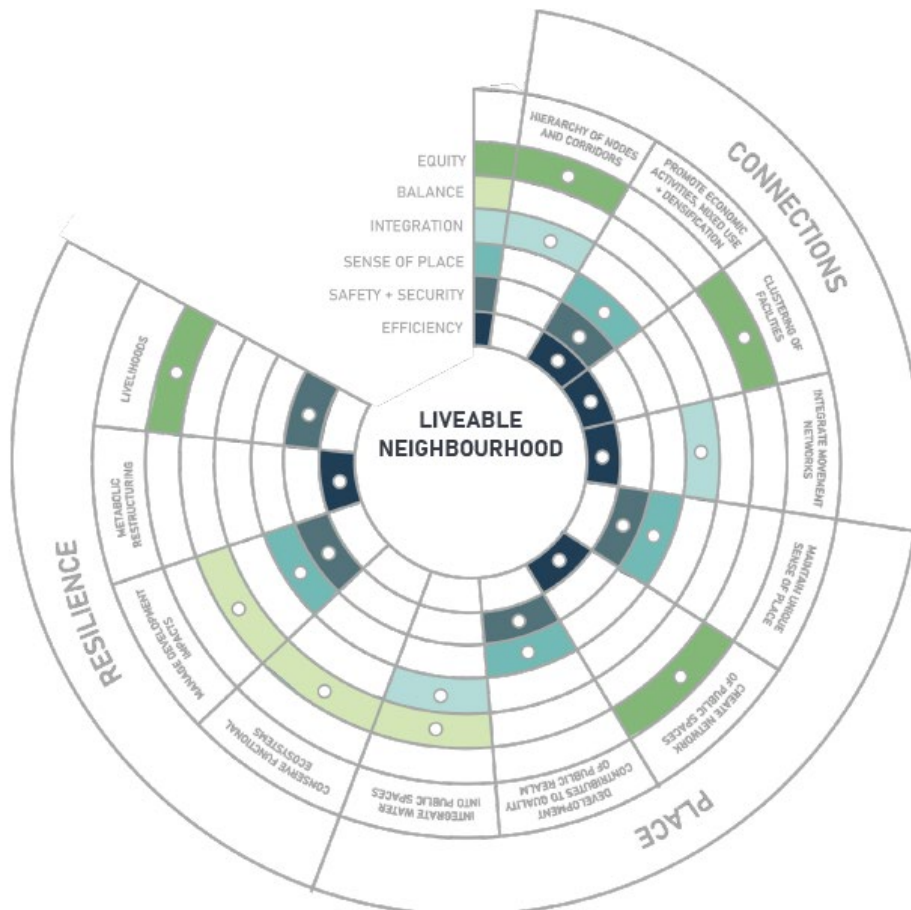 EQUITY
BALANCE
INTEGRATION
SENSE OF PLACE
SAFETY + SECURITY
EFFICIENCY
LIVEABLE
NEIGHBOURHOOD
CONNECTIONS
HIERARCHY OF NODES
AND CORRIDORS
PROMOTE ECONOMIC
ACTIVITIES, MIXED USE
+ DENSIFICATION
CLUSTERING OF
FACILITIES
INTEGRATE MOVEMENT
NETWORKS
PLACE
MAINTAIN UNIQUE
SENSE OF PLACE
CREATE NETWORK
OF PUBLIC SPACES
DEVELOPMENT
CONTRIBUTES TO QUALITY
OF PUBLIC REALM
INTEGRATE WATER
INTO PUBLIC SPACES
RESILIENCE
CONSERVE FUNCTIONAL
ECOSYSTEMS
MANAGE DEVELOPMENT
IMPACTS
METABOLIC
RESTRUCTURING
LIVELIHOODS